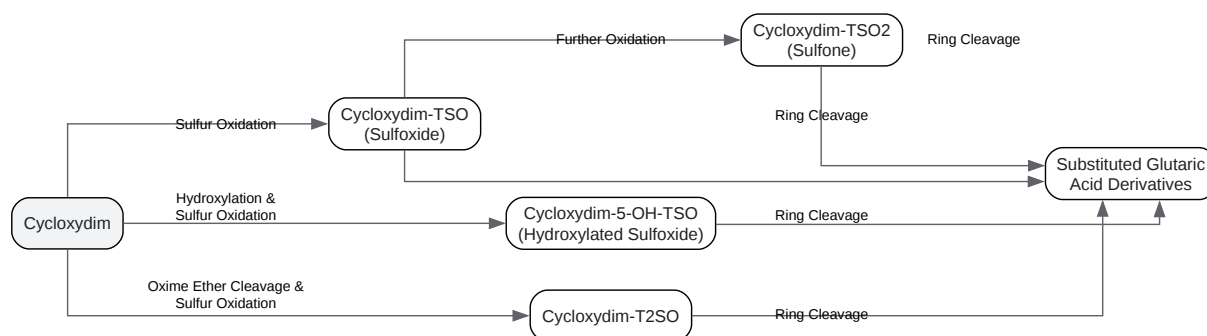 Cycloxydim-TSO2
(Sulfone)
Ring Cleavage
Further Oxidation
Cycloxydim-TSO
(Sulfoxide)
Ring Cleavage
Sulfur Oxidation
Substituted Glutaric
Acid Derivatives
Hydroxylation &
Sulfur Oxidation
Cycloxydim
Cycloxydim-5-OH-TSO
(Hydroxylated Sulfoxide)
Ring Cleavage
Oxime Ether Cleavage &
Sulfur Oxidation
Cycloxydim-T2SO
Ring Cleavage